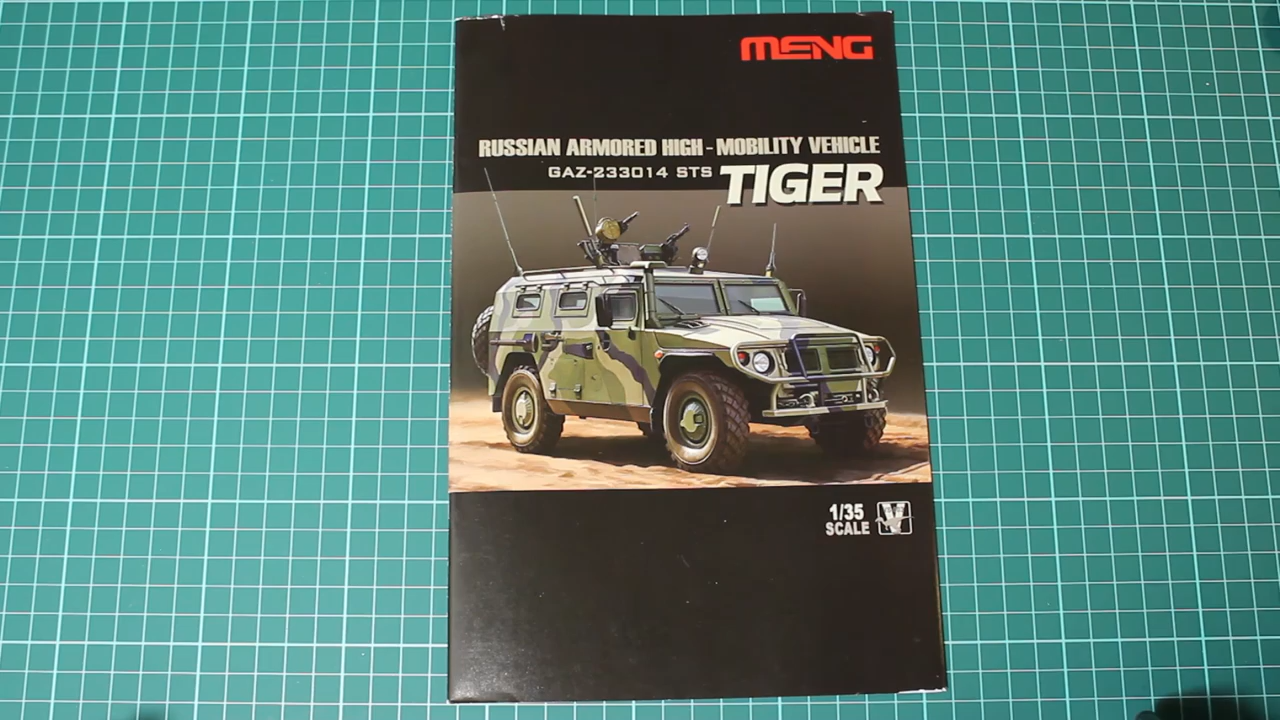 MENG
RUSSIAN ARMORED HIGH-MOBILITY VEHICLE
GAZ-233014 STS TIGER
1/35
SCALE